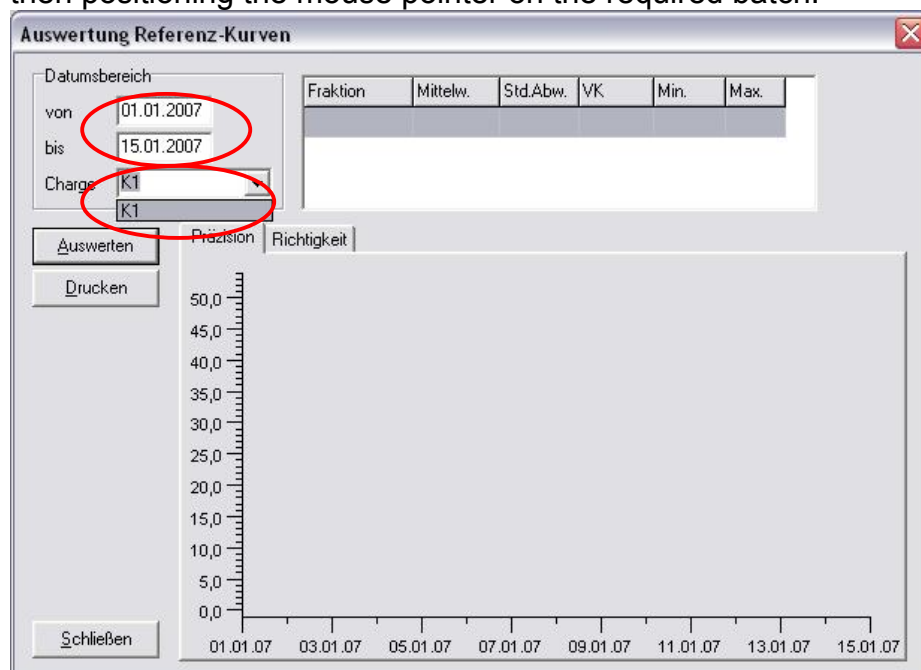 then positioning the mouse pointer on the required batch.
Auswertung Referenz-Kurven
Datumsbereich
von 01.01.2007
bis 15.01.2007
Charge K1
K1
Fraktion Mittelw. Std.Abw. VK Min. Max.
Auswerten
Drucken
Präzision Richtigkeit
50,0
45,0
40,0
35,0
30,0
25,0
20,0
15,0
10,0
5,0
0,0
01.01.07 03.01.07 05.01.07 07.01.07 09.01.07 11.01.07 13.01.07 15.01.07
Schließen